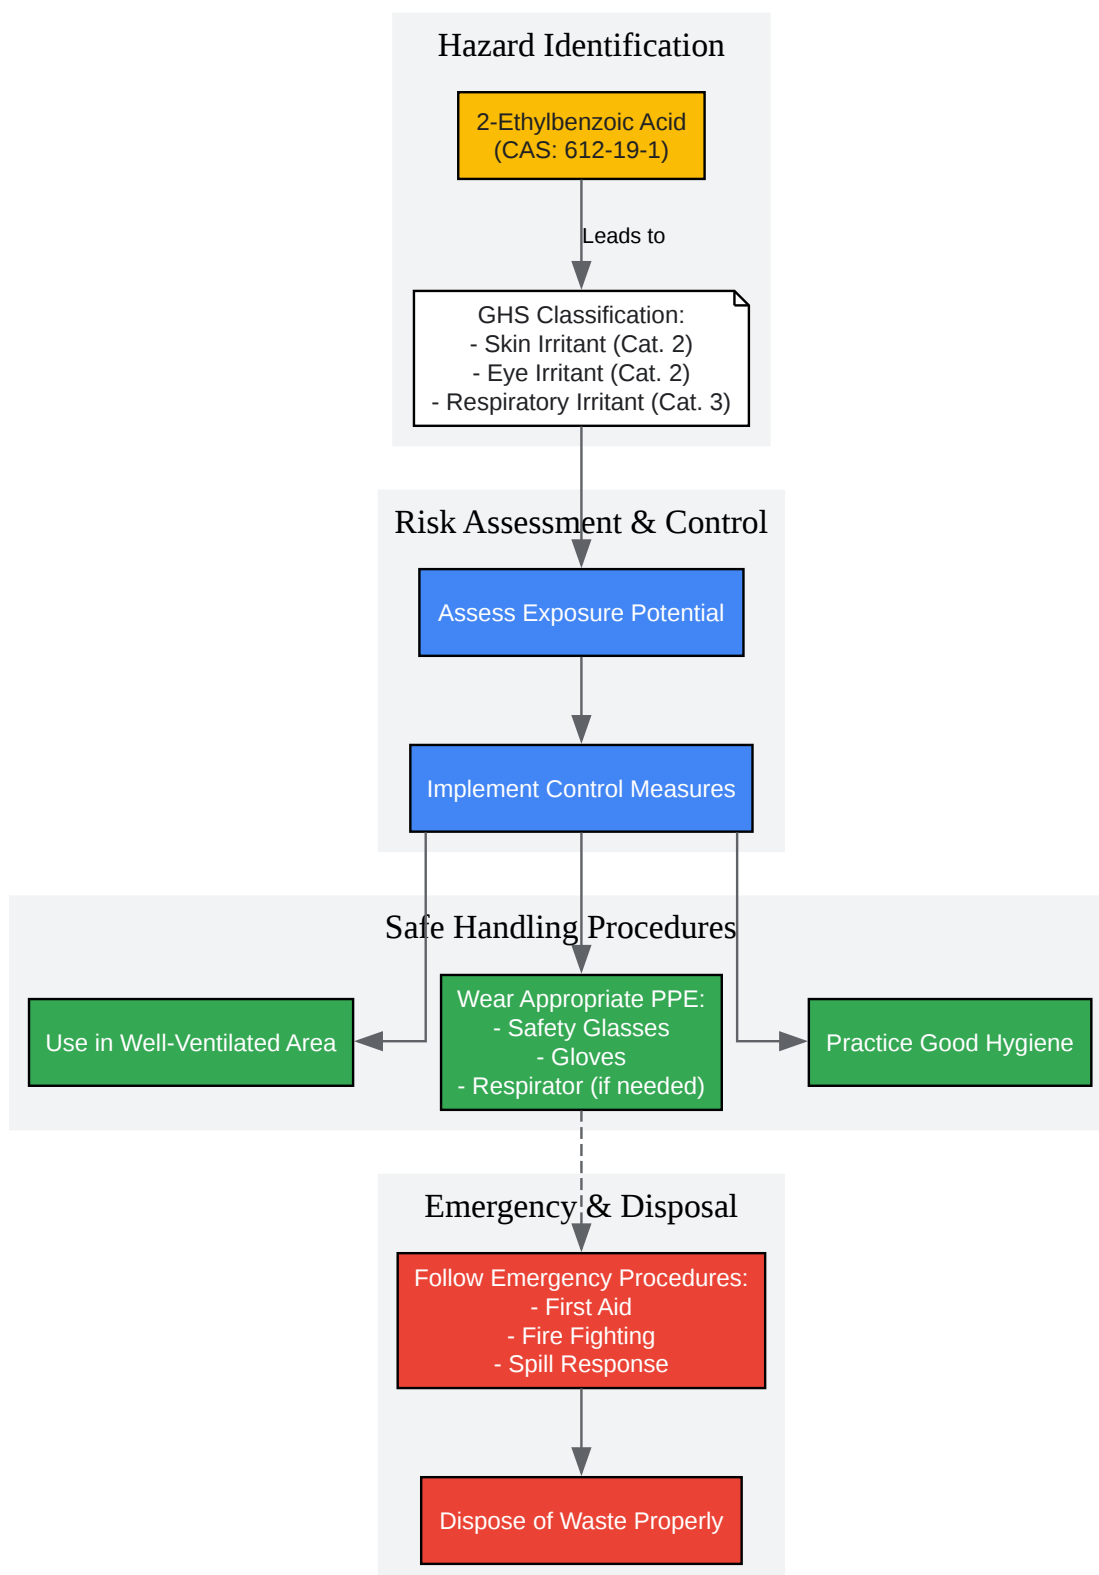 Hazard Identification
2-Ethylbenzoic Acid
(CAS: 612-19-1)
Leads to
GHS Classification:
- Skin Irritant (Cat. 2)
- Eye Irritant (Cat. 2)
- Respiratory Irritant (Cat. 3)
Risk Assessment & Control
Assess Exposure Potential
Implement Control Measures
Safe Handling Procedures
Use in Well-Ventilated Area
Wear Appropriate PPE:
- Safety Glasses
- Gloves
- Respirator (if needed)
Practice Good Hygiene
Emergency & Disposal
Follow Emergency Procedures:
- First Aid
- Fire Fighting
- Spill Response
Dispose of Waste Properly